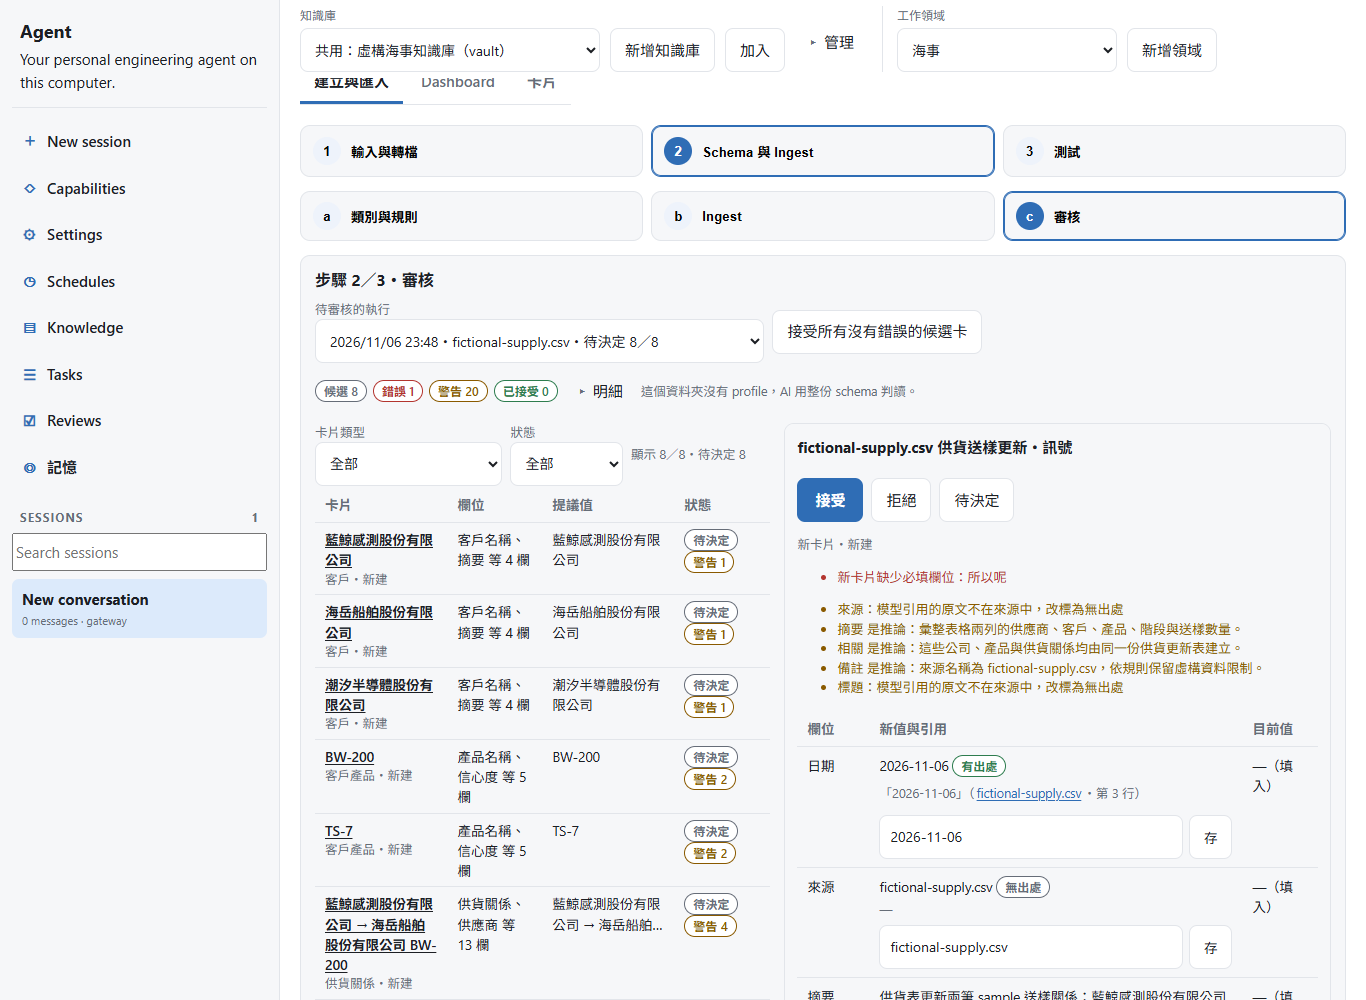 Agent
Your personal engineering agent on
this computer.
New session
Capabilities
Settings
Schedules
Knowledge
Tasks
Reviews
記憶
SESSIONS 1
Search sessions
New conversation
0 messages · gateway
知識庫
共用：虛構海事知識庫（vault）
新增知識庫
加入
管理
工作領域
海事
新增領域
建立與匯入
Dashboard
卡片
1 輸入與轉檔
2 Schema 與 Ingest
3 測試
a 類別與規則
b Ingest
c 審核
步驟 2／3・審核
待審核的執行
2026/11/06 23:48・fictional-supply.csv・待決定 8／8
接受所有沒有錯誤的候選卡
候選 8
錯誤 1
警告 20
已接受 0
明細
這個資料夾沒有 profile，AI 用整份 schema 判讀。
卡片類型
全部
狀態
全部
顯示 8／8・待決定 8
卡片 欄位 提議值 狀態
藍鯨感測股份有限
公司
客戶・新建
客戶名稱、
摘要 等 4 欄
藍鯨感測股份有限
公司
待決定
警告 1
海岳船舶股份有限
公司
客戶・新建
客戶名稱、
摘要 等 4 欄
海岳船舶股份有限
公司
待決定
警告 1
潮汐半導體股份有
限公司
客戶・新建
客戶名稱、
摘要 等 4 欄
潮汐半導體股份有
限公司
待決定
警告 1
BW-200
客戶產品・新建
產品名稱、
信心度 等 5
欄
BW-200
待決定
警告 2
TS-7
客戶產品・新建
產品名稱、
信心度 等 5
欄
TS-7
待決定
警告 2
藍鯨感測股份有限
公司 → 海岳船舶
股份有限公司 BW-
200
供貨關係・新建
供貨關係、
供應商 等
13 欄
藍鯨感測股份有限
公司 → 海岳船舶...
待決定
警告 4
fictional-supply.csv 供貨送樣更新・訊號
接受
拒絕
待決定
新卡片・新建
新卡片缺少必填欄位：所以呢
來源：模型引用的原文不在來源中，改標為無出處
摘要 是推論：彙整表格兩列的供應商、客戶、產品、階段與送樣數量。
相關 是推論：這些公司、產品與供貨關係均由同一份供貨更新表建立。
備註 是推論：來源名稱為 fictional-supply.csv，依規則保留虛構資料限制。
標題：模型引用的原文不在來源中，改標為無出處
欄位 新值與引用 目前值
日期
2026-11-06 有出處
「2026-11-06」（fictional-supply.csv・第 3 行）
2026-11-06
存
—（填
入）
來源
fictional-supply.csv 無出處
—
fictional-supply.csv
存
—（填
入）
摘要
供貨表更新兩筆 sample 送樣關係：藍鯨感測股份有限公司
—（填